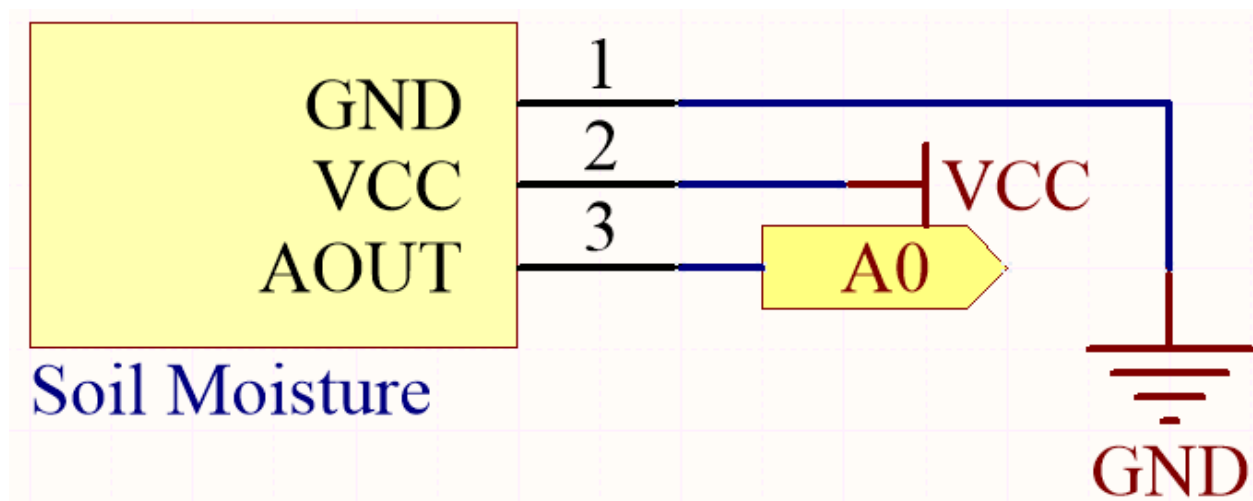 1
GND
2
VCC
VCC
3
AOUT
A0
Soil Moisture
GND